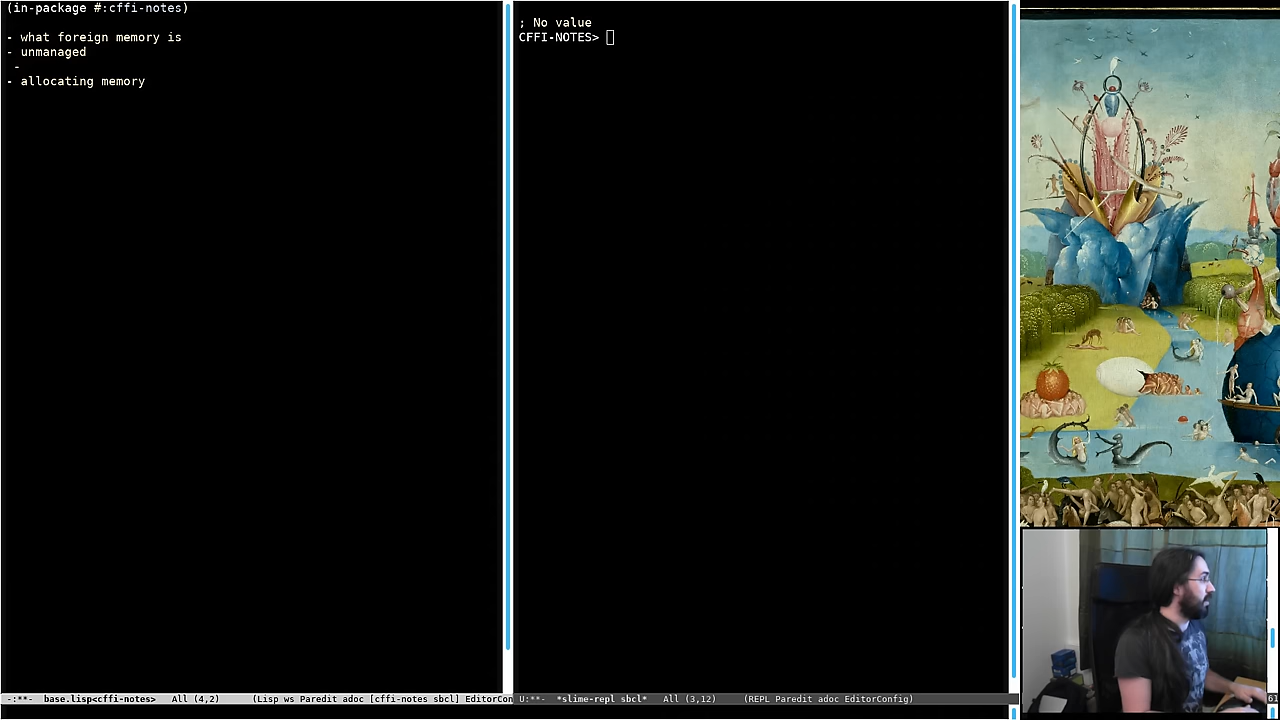 (in-package #:cffi-notes)
- what foreign memory is
- unmanaged
-
- allocating memory
-:**-  base.lisp<cffi-notes>   All (4,2)      (Lisp ws Paredit adoc [cffi-notes sbcl] EditorCon
; No value
CFFI-NOTES>
U:**-  *slime-repl sbcl*   All (3,12)     (REPL Paredit adoc EditorConfig)